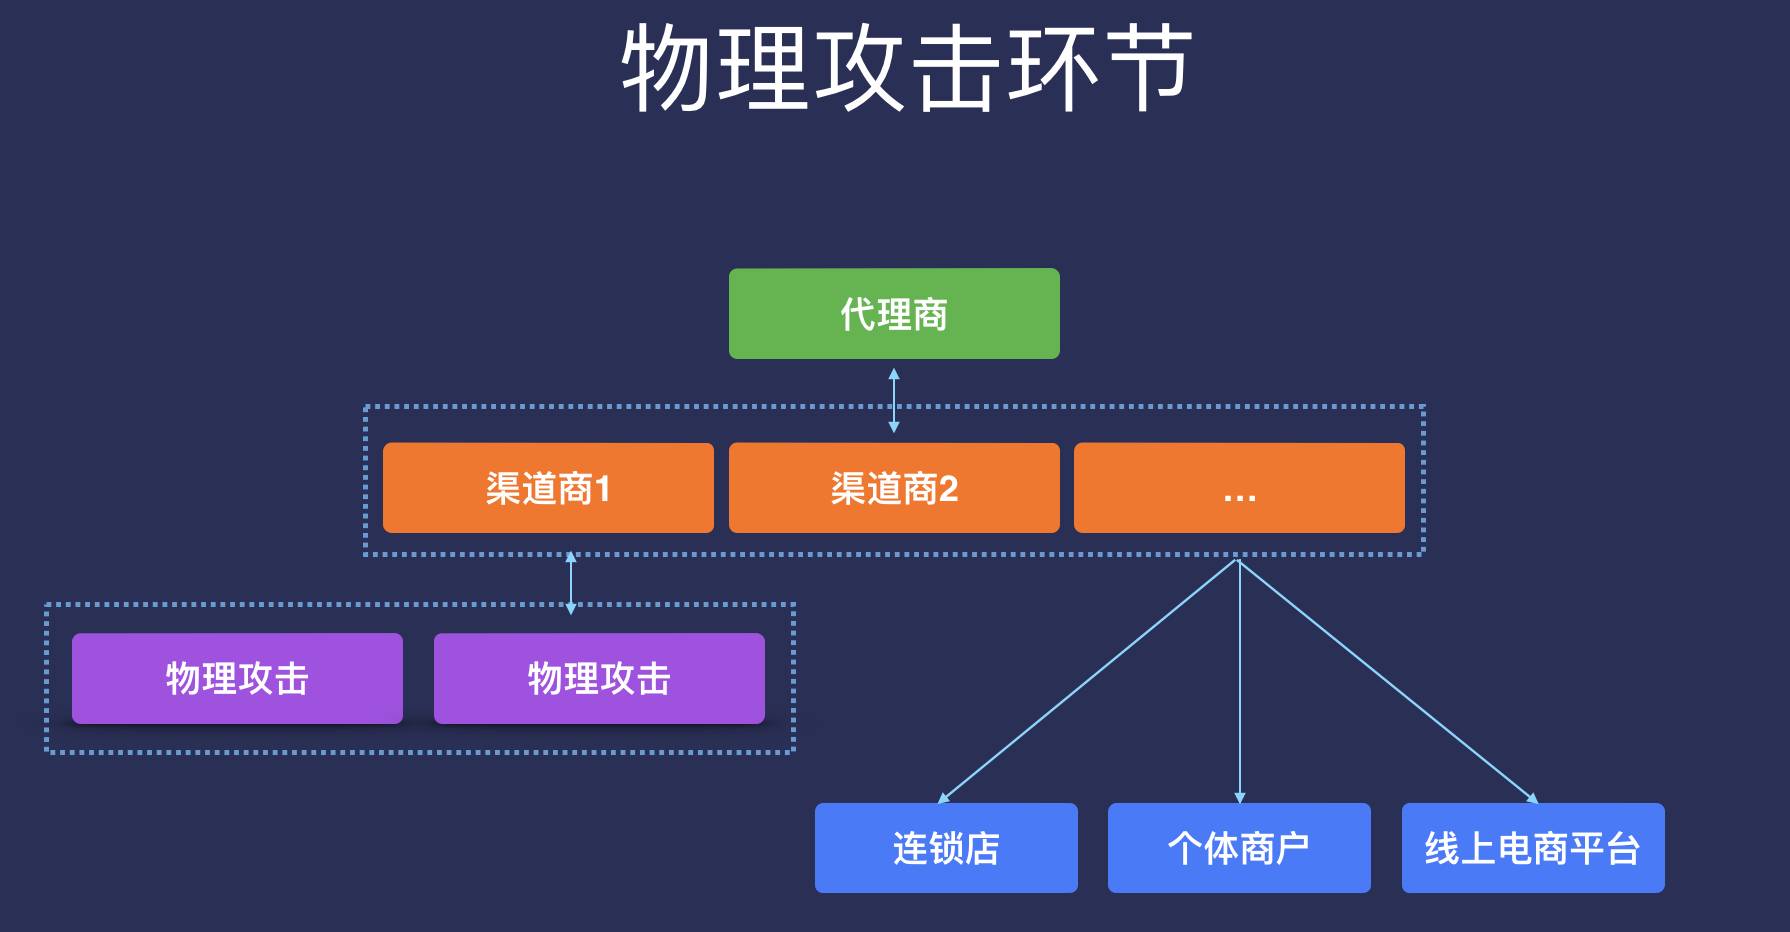 物理攻击环节
代理商
渠道商1
渠道商2
...
物理攻击
物理攻击
连锁店
个体商户
线上电商平台